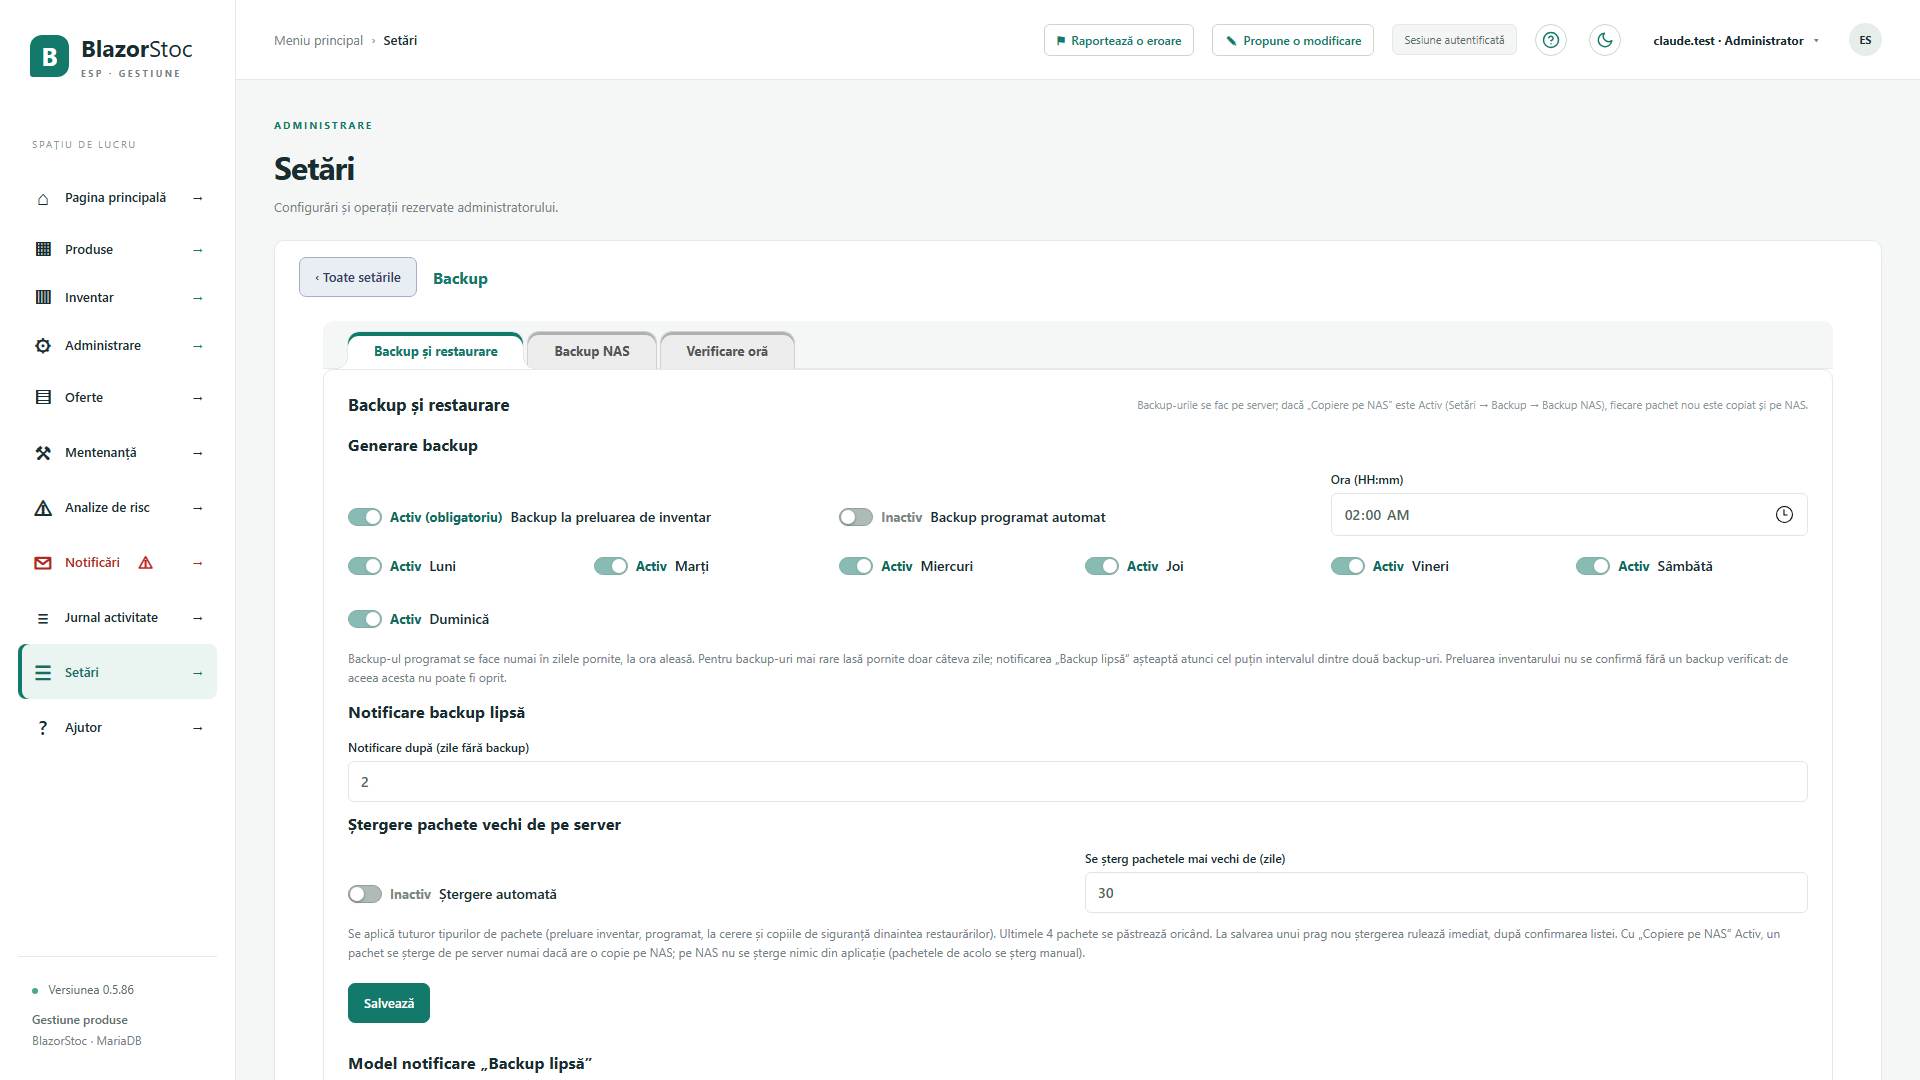 B BlazorStoc
ESP · GESTIUNE
SPAȚIU DE LUCRU
Pagina principală →
Produse →
Inventar →
Administrare →
Oferte →
Mentenanță →
Analize de risc →
Notificări →
Jurnal activitate →
Setări →
? Ajutor →
Versiunea 0.5.86
Gestiune produse
BlazorStoc · MariaDB
Meniu principal › Setări
Raportează o eroare
Propune o modificare
Sesiune autentificată
?
claude.test · Administrator
ES
ADMINISTRARE
Setări
Configurări și operații rezervate administratorului.
‹ Toate setările
Backup
Backup și restaurare
Backup NAS
Verificare oră
Backup și restaurare
Backup-urile se fac pe server; dacă „Copiere pe NAS” este Activ (Setări → Backup → Backup NAS), fiecare pachet nou este copiat și pe NAS.
Generare backup
Ora (HH:mm)
Activ (obligatoriu) Backup la preluarea de inventar
Inactiv Backup programat automat
02:00 AM
Activ Luni
Activ Marți
Activ Miercuri
Activ Joi
Activ Vineri
Activ Sâmbătă
Activ Duminică
Backup-ul programat se face numai în zilele pornite, la ora aleasă. Pentru backup-uri mai rare lasă pornite doar câteva zile; notificarea „Backup lipsă” așteaptă atunci cel puțin intervalul dintre două backup-uri. Preluarea inventarului nu se confirmă fără un backup verificat: de
aceea acesta nu poate fi oprit.
Notificare backup lipsă
Notificare după (zile fără backup)
2
Ștergere pachete vechi de pe server
Se șterg pachetele mai vechi de (zile)
Inactiv Ștergere automată
30
Se aplică tuturor tipurilor de pachete (preluare inventar, programat, la cerere și copiile de siguranță dinaintea restaurărilor). Ultimele 4 pachete se păstrează oricând. La salvarea unui prag nou ștergerea rulează imediat, după confirmarea listei. Cu „Copiere pe NAS” Activ, un
pachet se șterge de pe server numai dacă are o copie pe NAS; pe NAS nu se șterge nimic din aplicație (pachetele de acolo se șterg manual).
Salvează
Model notificare „Backup lipsă”